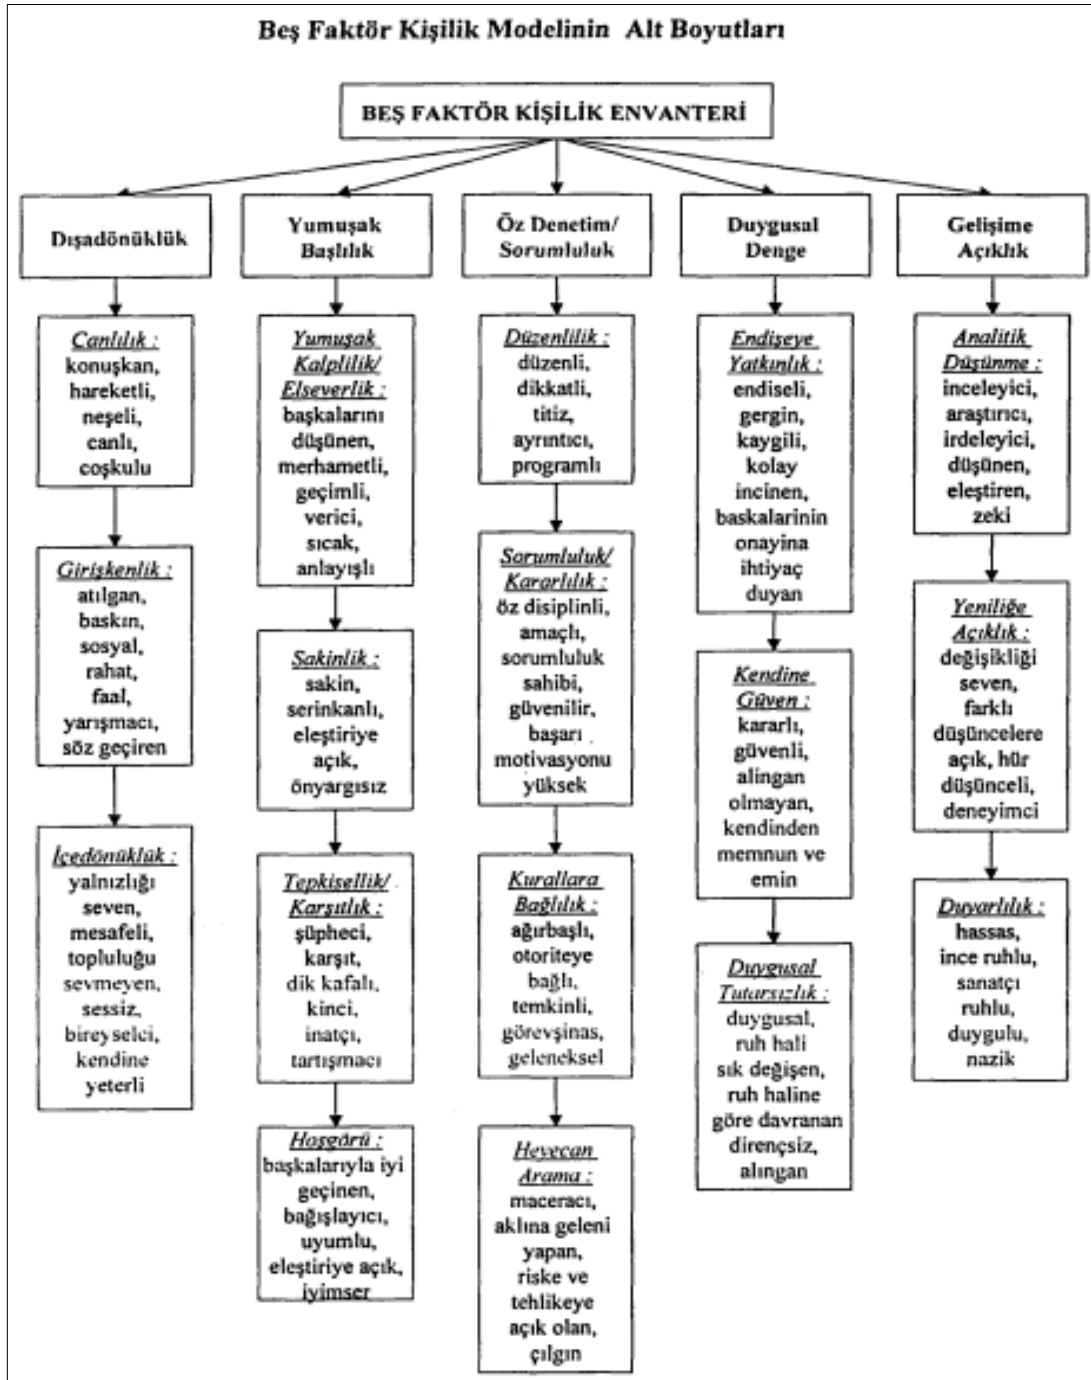 Beş Faktör Kişilik Modelinin Alt Boyutları
BEŞ FAKTÖR KİŞİLİK ENVANTERİ
Dışadönüklük
Canlılık :
konuşkan,
hareketli,
neşeli,
canlı,
coşkulu
Girişkenlik :
atılgan,
baskın,
sosyal,
rahat,
faal,
yarışmacı,
söz geçiren
İçedönüklük :
yalnızlığı
seven,
mesafeli,
topluluğu
sevmeyen,
sessiz,
bireyselci,
kendine
yeterli
Yumuşak
Başlılık
Yumuşak
Kalplilik/
Elseverlik :
başkalarını
düşünen,
merhametli,
geçimli,
verici,
sıcak,
anlayışlı
Sakinlik :
sakin,
serinkanlı,
eleştiriye
açık,
önyargısız
Tepkisellik/
Karşıtlık :
şüpheci,
karşıt,
dik kafalı,
kinci,
inatçı,
tartışmacı
Hoşgörü :
başkalarıyla iyi
geçinen,
bağışlayıcı,
uyumlu,
eleştiriye açık,
iyimser
Öz Denetim/
Sorumluluk
Düzenlilik :
düzenli,
dikkatli,
titiz,
ayrıntıcı,
programlı
Sorumluluk/
Kararlılık :
öz disiplinli,
amaçlı,
sorumluluk
sahibi,
güvenilir,
başarı
motivasyonu
yüksek
Kurallara
Bağlılık :
ağırbaşlı,
otoriteye
bağlı,
temkinli,
görevşinas,
geleneksel
Heyecan
Arama :
maceracı,
aklına geleni
yapan,
riske ve
tehlikeye
açık olan,
çılgın
Duygusal
Denge
Endişeye
Yatkınlık :
endiseli,
gergin,
kaygili,
kolay
incinen,
baskalarinin
onayina
ihtiyaç
duyan
Kendine
Güven :
kararlı,
güvenli,
alingan
olmayan,
kendinden
memnun ve
emin
Duygusal
Tutarsızlık :
duygusal,
ruh hali
sık değişen,
ruh haline
göre davranan
dirençsiz,
alıngan
Gelişime
Açıklık
Analitik
Düşünme :
inceleyici,
araştırıcı,
irdeleyici,
düşünen,
eleştiren,
zeki
Yeniliğe
Açıklık :
değişikliği
seven,
farklı
düşüncelere
açık, hür
düşünceli,
deneyimci
Duyarlılık :
hassas,
ince ruhlu,
sanatçı
ruhlu,
duygulu,
nazik